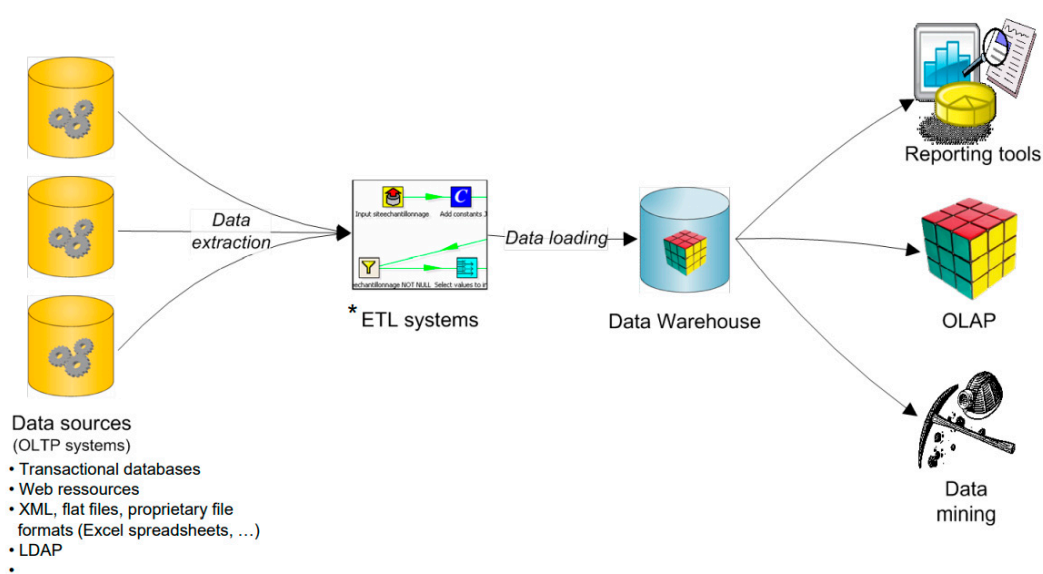 Reporting tools
Data
extraction
Input siteechantillonnage
Add constants
C
echantillonnage NOT NULL
Select values to in
Data loading
* ETL systems
Data Warehouse
OLAP
Data sources
(OLTP systems)
• Transactional databases
• Web ressources
• XML, flat files, proprietary file
formats (Excel spreadsheets, …)
• LDAP
•
Data
mining